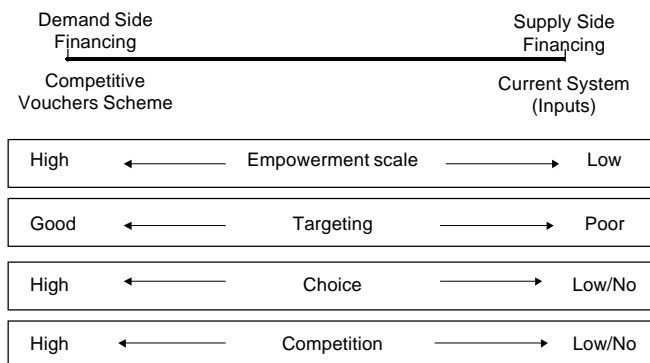 Demand Side
Financing
Supply Side
Financing
Competitive
Vouchers Scheme
Current System
(Inputs)
High Empowerment scale Low
Good Targeting Poor
High Choice Low/No
High Competition Low/No